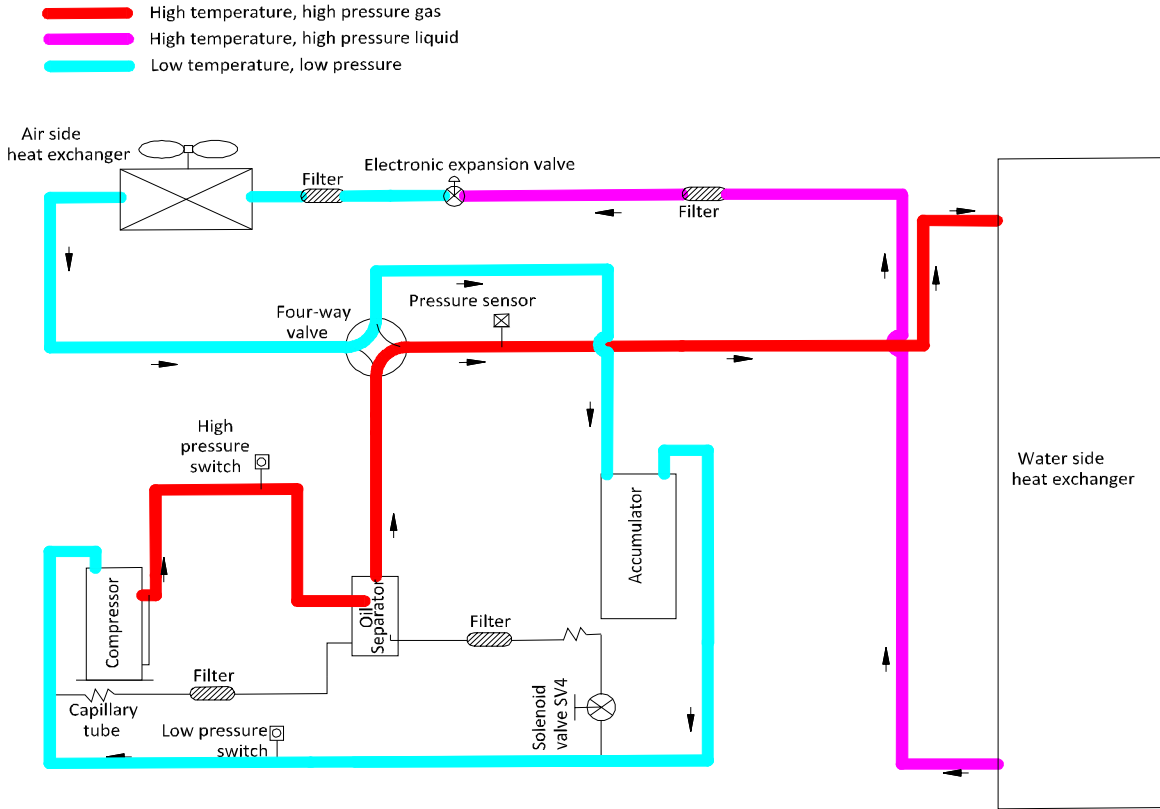 High temperature, high pressure gas
High temperature, high pressure liquid
Low temperature, low pressure
Air side
heat exchanger
Filter
Electronic expansion valve
Filter
Four-way
valve
Pressure sensor
High
pressure
switch
Water side
heat exchanger
Accumulator
Compressor
Oil
Separator
Filter
Filter
Capillary
tube
Low pressure
switch
Solenoid
valve SV4